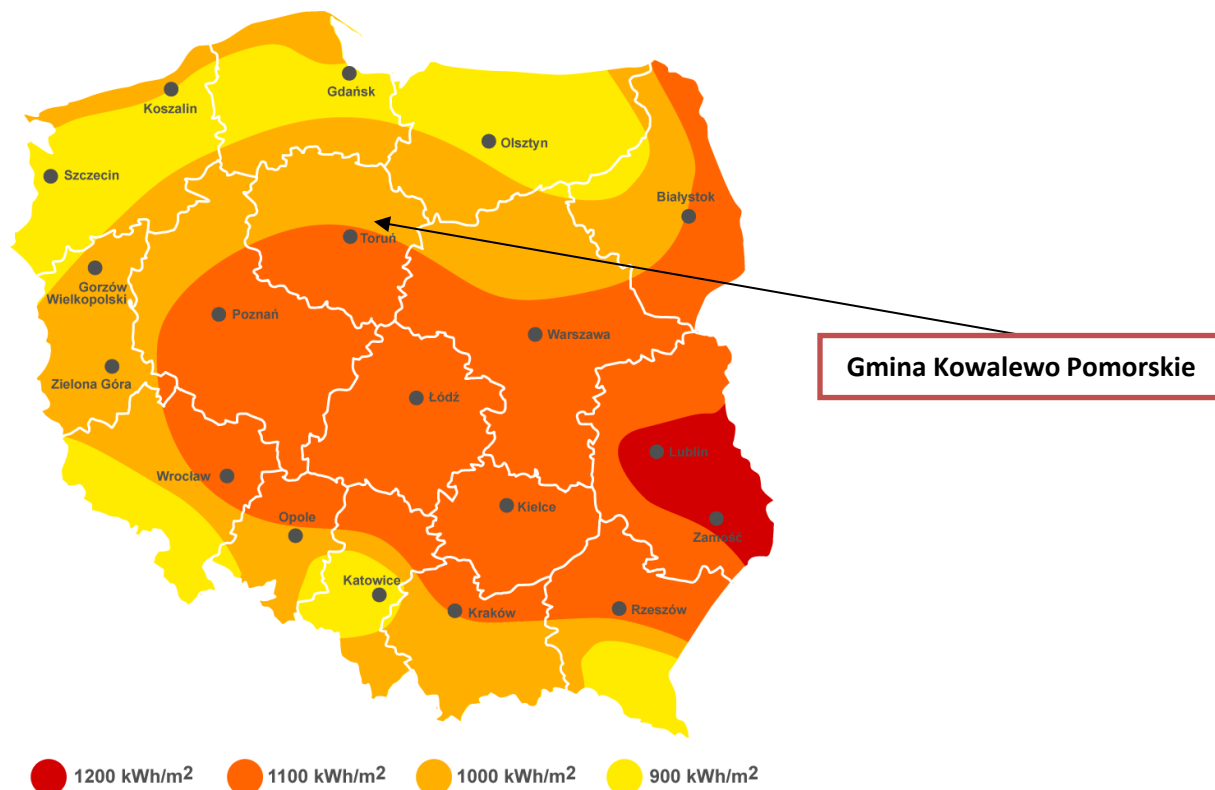 Koszalin
Gdańsk
Olsztyn
Szczecin
Białystok
Toruń
Gorzów
Wielkopolski
Poznań
Warszawa
Gmina Kowalewo Pomorskie
Zielona Góra
Łódź
Lublin
Wrocław
Kielce
Opole
Zamość
Katowice
Kraków
Rzeszów
1200 kWh/m2 1100 kWh/m2 1000 kWh/m2 900 kWh/m2